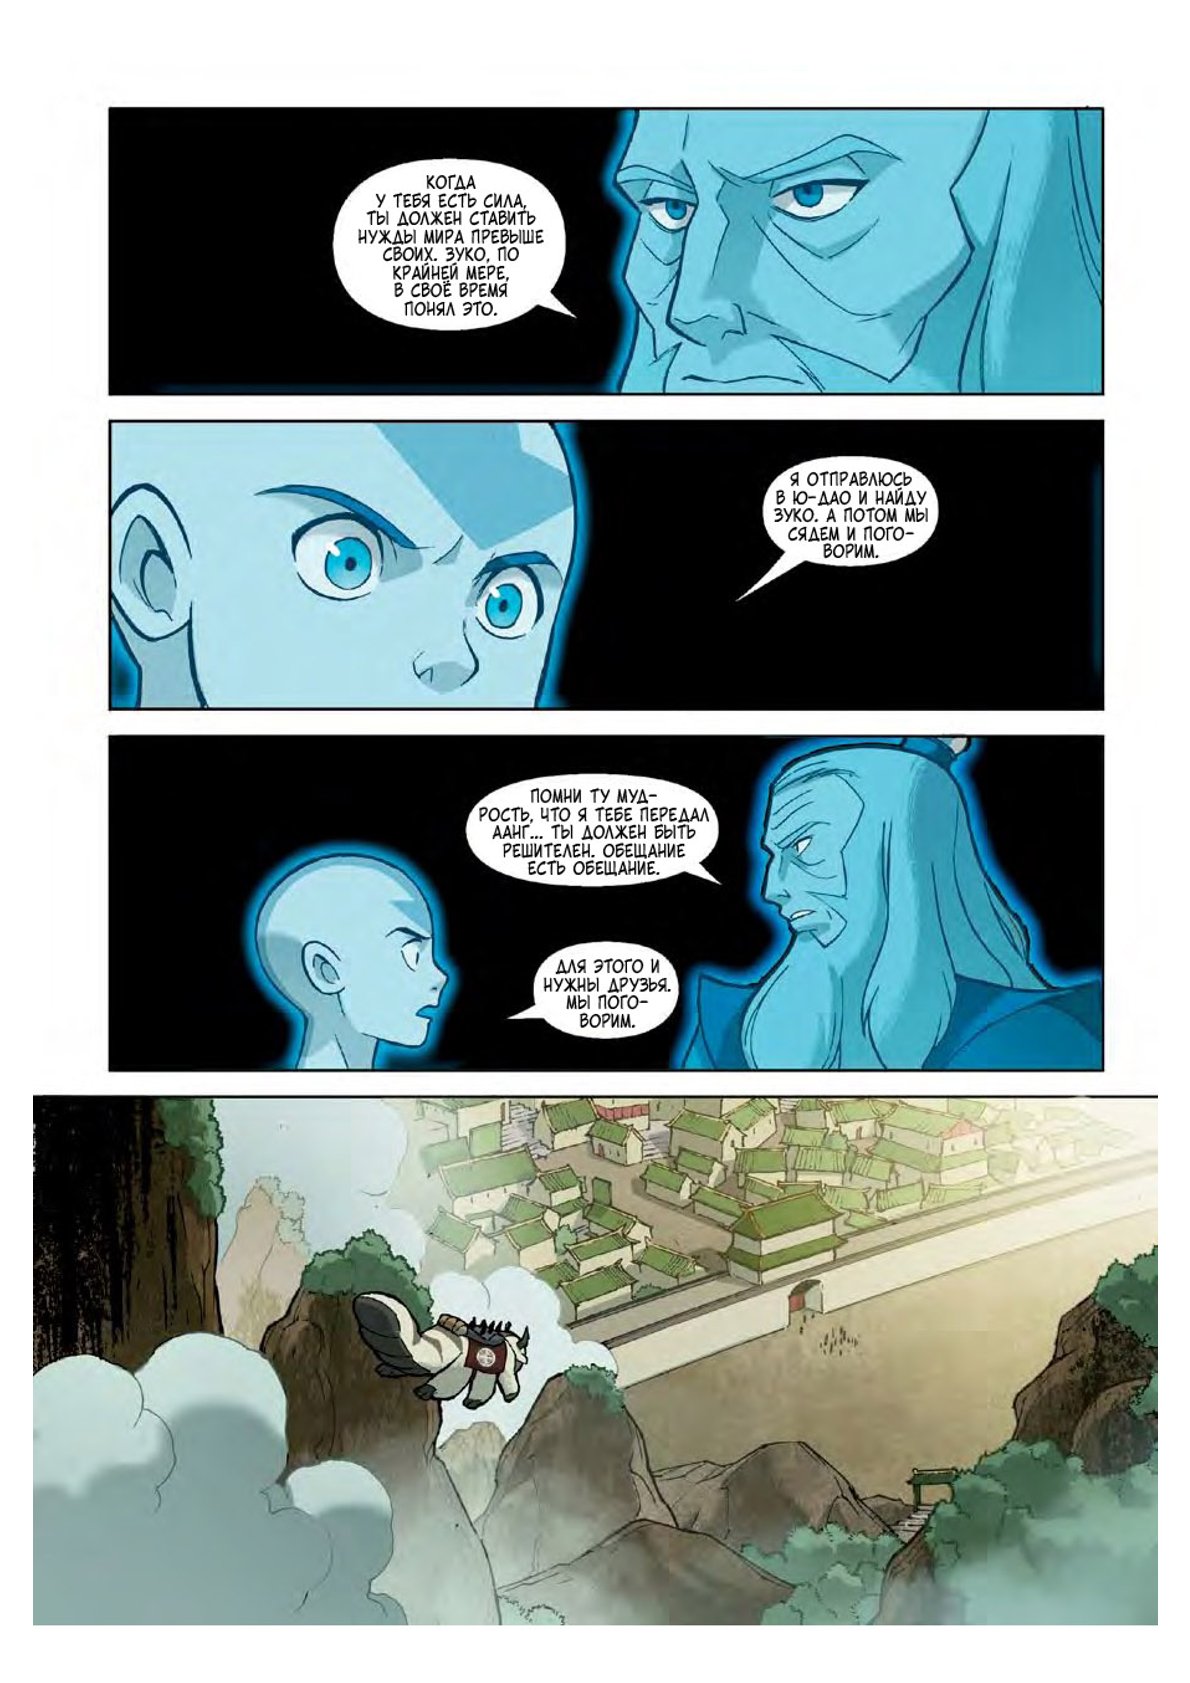 КОГДА
У ТЕБЯ ЕСТЬ СИЛА,
ТЫ ДОЛЖЕН СТАВИТЬ
НУЖДЫ МИРА ПРЕВЫШЕ
СВОИХ. ЗУКО, ПО
КРАЙНЕЙ МЕРЕ,
В СВОЁ ВРЕМЯ
ПОНЯЛ ЭТО.
Я ОТПРАВЛЮСЬ
В Ю-ДАО И НАЙДУ
ЗУКО. А ПОТОМ МЫ
СЯДЕМ И ПОГО-
ВОРИМ.
ПОМНИ ТУ МУД-
РОСТЬ, ЧТО Я ТЕБЕ ПЕРЕДАЛ
ААНГ... ТЫ ДОЛЖЕН БЫТЬ
РЕШИТЕЛЕН. ОБЕЩАНИЕ
ЕСТЬ ОБЕЩАНИЕ.
ДЛЯ ЭТОГО И
НУЖНЫ ДРУЗЬЯ.
МЫ ПОГО-
ВОРИМ.